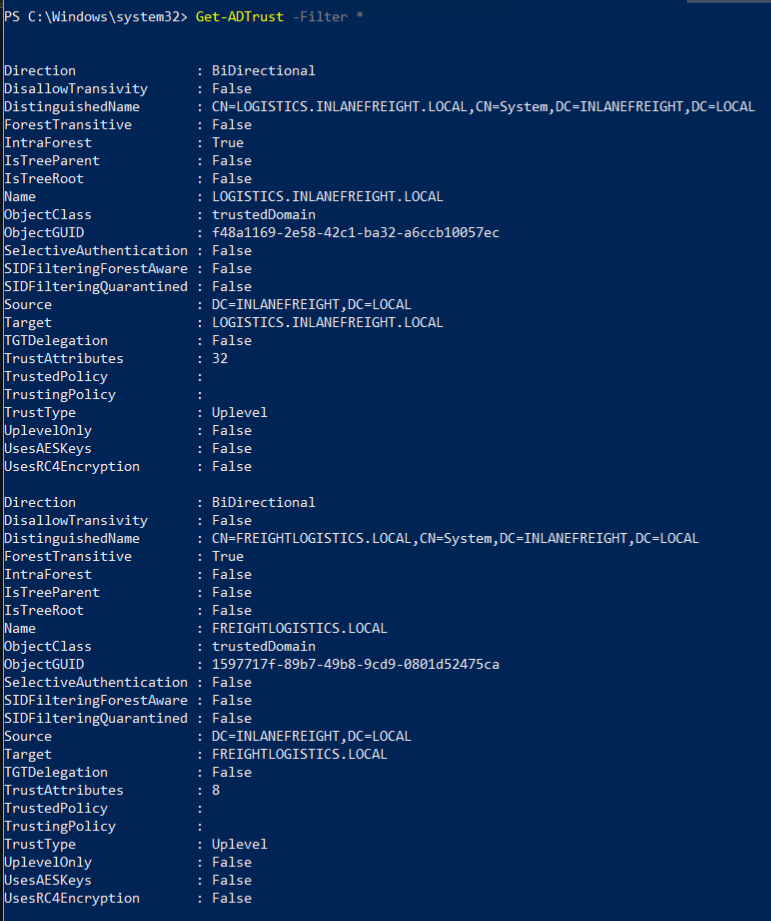 PS C:\Windows\system32> Get-ADTrust -Filter *
Direction : BiDirectional
DisallowTransivity : False
DistinguishedName : CN=LOGISTICS.INLANEFREIGHT.LOCAL,CN=System,DC=INLANEFREIGHT,DC=LOCAL
ForestTransitive : False
IntraForest : True
IsTreeParent : False
IsTreeRoot : False
Name : LOGISTICS.INLANEFREIGHT.LOCAL
ObjectClass : trustedDomain
ObjectGUID : f48a1169-2e58-42c1-ba32-a6ccb10057ec
SelectiveAuthentication : False
SIDFilteringForestAware : False
SIDFilteringQuarantined : False
Source : DC=INLANEFREIGHT,DC=LOCAL
Target : LOGISTICS.INLANEFREIGHT.LOCAL
TGTDelegation : False
TrustAttributes : 32
TrustedPolicy :
TrustingPolicy :
TrustType : Uplevel
UplevelOnly : False
UsesAESKeys : False
UsesRC4Encryption : False
Direction : BiDirectional
DisallowTransivity : False
DistinguishedName : CN=FREIGHTLOGISTICS.LOCAL,CN=System,DC=INLANEFREIGHT,DC=LOCAL
ForestTransitive : True
IntraForest : False
IsTreeParent : False
IsTreeRoot : False
Name : FREIGHTLOGISTICS.LOCAL
ObjectClass : trustedDomain
ObjectGUID : 1597717f-89b7-49b8-9cd9-0801d52475ca
SelectiveAuthentication : False
SIDFilteringForestAware : False
SIDFilteringQuarantined : False
Source : DC=INLANEFREIGHT,DC=LOCAL
Target : FREIGHTLOGISTICS.LOCAL
TGTDelegation : False
TrustAttributes : 8
TrustedPolicy :
TrustingPolicy :
TrustType : Uplevel
UplevelOnly : False
UsesAESKeys : False
UsesRC4Encryption : False